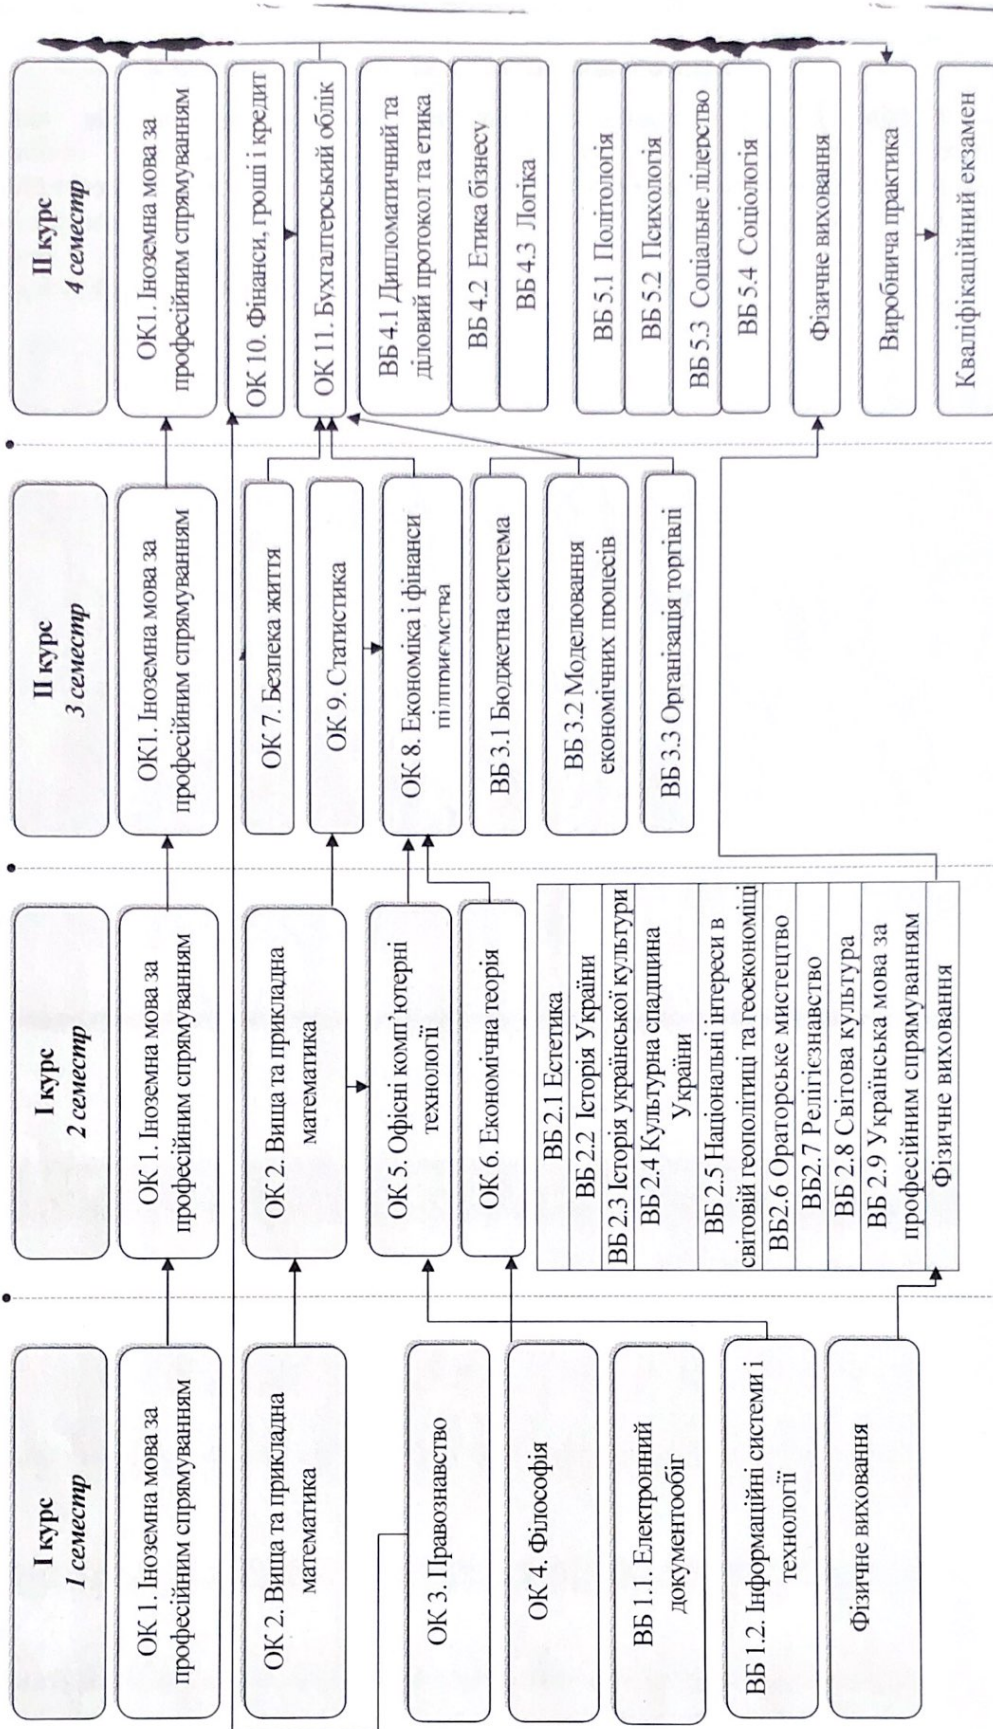 І курс
1 семестр
ОК 1. Іноземна мова за
професійним спрямуванням
ОК 2. Вища та прикладна
математика
ОК 3. Правознавство
ОК 4. Філософія
ВБ 1.1. Електронний
документообіг
ВБ 1.2. Інформаційні системи і
технології
Фізичне виховання
І курс
2 семестр
ОК 1. Іноземна мова за
професійним спрямуванням
ОК 2. Вища та прикладна
математика
ОК 5. Офісні комп'ютерні
технології
ОК 6. Економічна теорія
ВБ 2.1 Естетика
ВБ 2.2 Історія України
ВБ 2.3 Історія української культури
ВБ 2.4 Культурна спадщина
України
ВБ 2.5 Національні інтереси в
світовій геополітиці та геоекономіці
ВБ2.6 Ораторське мистецтво
ВБ2.7 Релігієзнавство
ВБ 2.8 Світова культура
ВБ 2.9 Українська мова за
професійним спрямуванням
Фізичне виховання
ІІ курс
3 семестр
ОК1. Іноземна мова за
професійним спрямуванням
ОК 7. Безпека життя
ОК 9. Статистика
ОК 8. Економіка і фінанси
підприємства
ВБ 3.1 Бюджетна система
ВБ 3.2 Моделювання
економічних процесів
ВБ 3.3 Організація торгівлі
ІІ курс
4 семестр
ОК1. Іноземна мова за
професійним спрямуванням
ОК 10. Фінанси, гроші і кредит
ОК 11. Бухгалтерський облік
ВБ 4.1 Дипломатичний та
діловий протокол та етика
ВБ 4.2 Етика бізнесу
ВБ 4.3 Логіка
ВБ 5.1 Політологія
ВБ 5.2 Психологія
ВБ 5.3 Соціальне лідерство
ВБ 5.4 Соціологія
Фізичне виховання
Виробнича практика
Кваліфікаційний екзамен